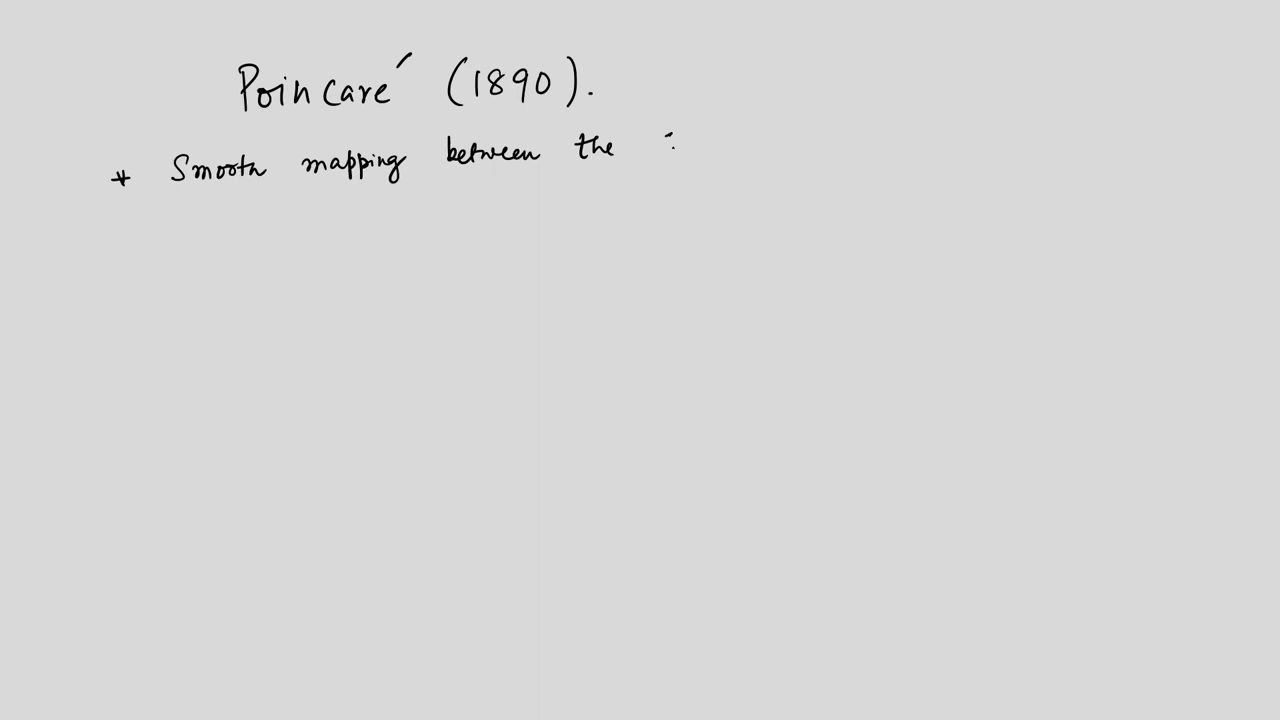 Poincaré (1890).
* Smooth mapping between the